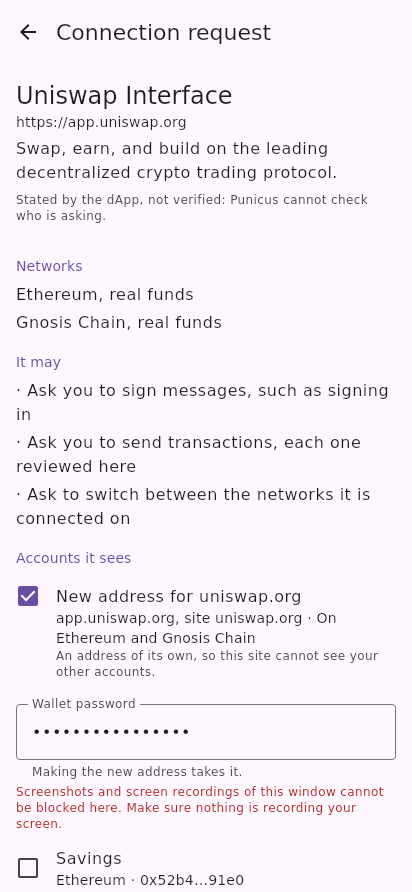 Connection request
Uniswap Interface
https://app.uniswap.org
Swap, earn, and build on the leading
decentralized crypto trading protocol.
Stated by the dApp, not verified: Punicus cannot check
who is asking.
Networks
Ethereum, real funds
Gnosis Chain, real funds
It may
· Ask you to sign messages, such as signing
in
· Ask you to send transactions, each one
reviewed here
· Ask to switch between the networks it is
connected on
Accounts it sees
New address for uniswap.org
app.uniswap.org, site uniswap.org · On
Ethereum and Gnosis Chain
An address of its own, so this site cannot see your
other accounts.
Wallet password
••••••••••••••••
Making the new address takes it.
Screenshots and screen recordings of this window cannot
be blocked here. Make sure nothing is recording your
screen.
Savings
Ethereum · 0x52b4...91e0